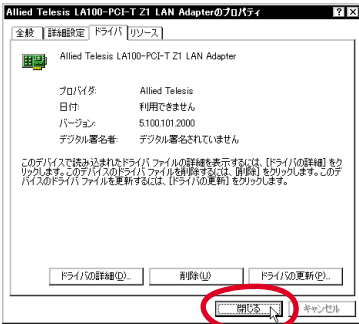 Allied Telesis LA100-PCI-T Z1 LAN Adapterのプロパティ
全般 詳細設定 ドライバ リソース
Allied Telesis LA100-PCI-T Z1 LAN Adapter
プロバイダ: Allied Telesis
日付: 利用できません
バージョン: 5.100.101.2000
デジタル署名者: デジタル署名されていません
このデバイスで読み込まれたドライバ ファイルの詳細を表示するには、[ドライバの詳細] をク
リックします。このデバイスのドライバ ファイルを削除するには、[削除] をクリックします。このデ
バイスのドライバ ファイルを更新するには、[ドライバの更新] をクリックします。
ドライバの詳細(D)... 削除(U) ドライバの更新(P)...
閉じる キャンセル